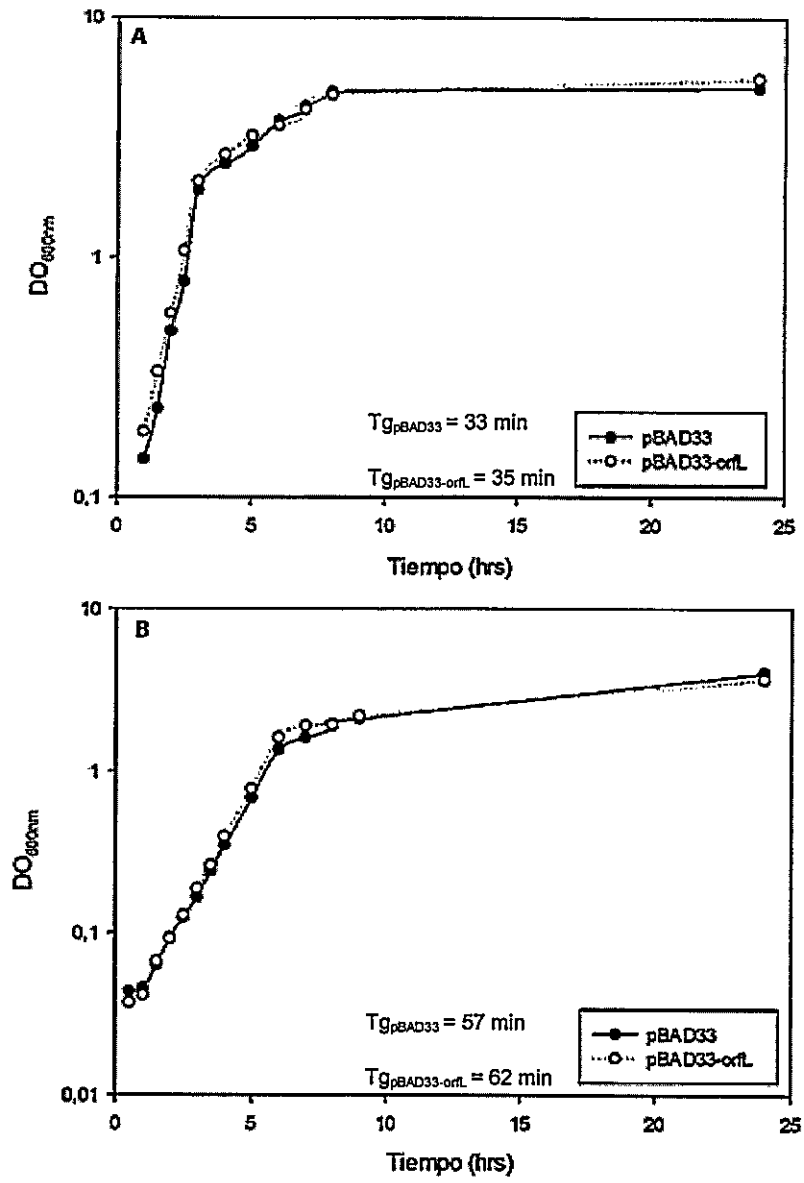 A
10
1
0,1
DO600nm
TgpBAD33 = 33 min
TgpBAD33-orfL = 35 min
pBAD33
pBAD33-orfL
0 5 10 15 20 25
Tiempo (hrs)
B
10
1
0,1
0,01
DO600nm
TgpBAD33 = 57 min
TgpBAD33-orfL = 62 min
pBAD33
pBAD33-orfL
0 5 10 15 20 25
Tiempo (hrs)